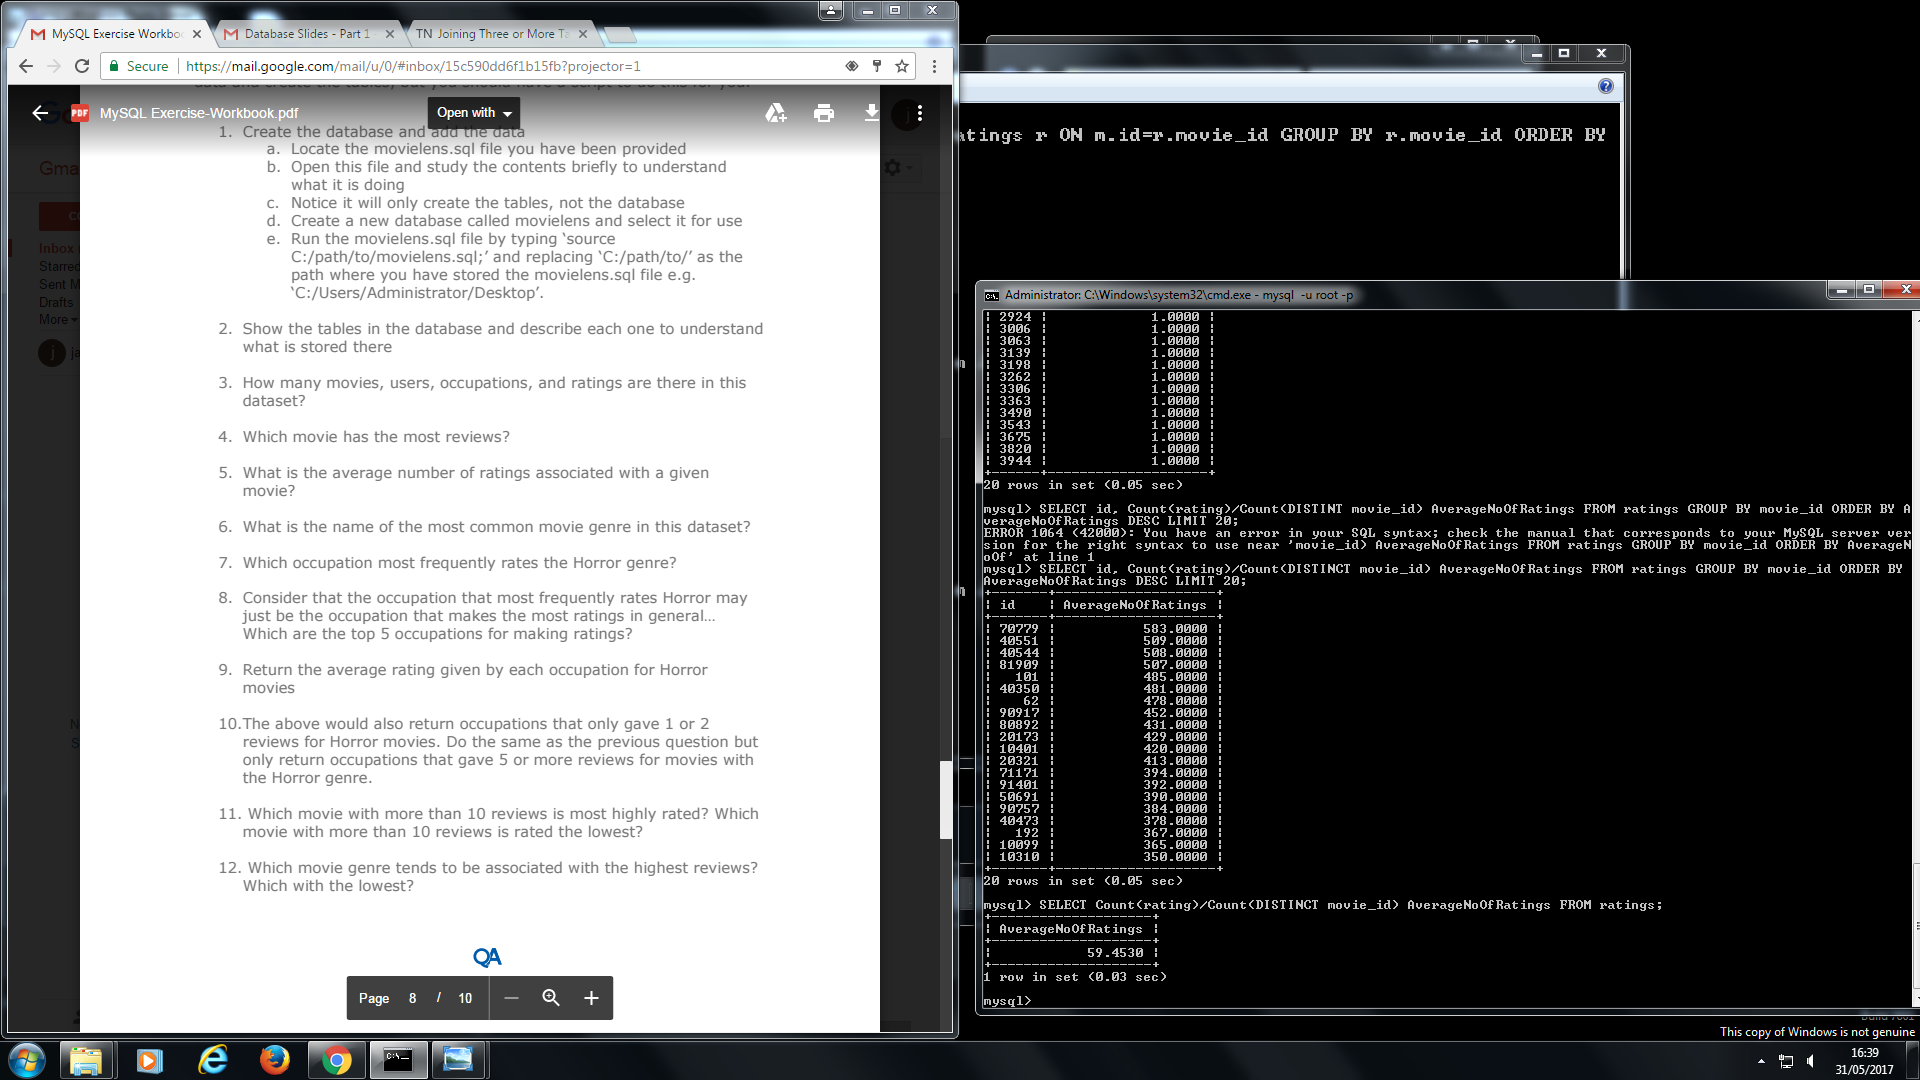 MySQL Exercise Workbo
Database Slides - Part 1
TN Joining Three or More Ta
Secure
https://mail.google.com/mail/u/0/#inbox/15c590dd6f1b15fb?projector=1
PDF
MySQL Exercise-Workbook.pdf
Open with
1. Create the database and add the data
a. Locate the movielens.sql file you have been provided
b. Open this file and study the contents briefly to understand
what it is doing
c. Notice it will only create the tables, not the database
d. Create a new database called movielens and select it for use
e. Run the movielens.sql file by typing ‘source
C:/path/to/movielens.sql;’ and replacing ‘C:/path/to/’ as the
path where you have stored the movielens.sql file e.g.
‘C:/Users/Administrator/Desktop’.
2. Show the tables in the database and describe each one to understand
what is stored there
3. How many movies, users, occupations, and ratings are there in this
dataset?
4. Which movie has the most reviews?
5. What is the average number of ratings associated with a given
movie?
6. What is the name of the most common movie genre in this dataset?
7. Which occupation most frequently rates the Horror genre?
8. Consider that the occupation that most frequently rates Horror may
just be the occupation that makes the most ratings in general...
Which are the top 5 occupations for making ratings?
9. Return the average rating given by each occupation for Horror
movies
10.The above would also return occupations that only gave 1 or 2
reviews for Horror movies. Do the same as the previous question but
only return occupations that gave 5 or more reviews for movies with
the Horror genre.
11. Which movie with more than 10 reviews is most highly rated? Which
movie with more than 10 reviews is rated the lowest?
12. Which movie genre tends to be associated with the highest reviews?
Which with the lowest?
QA
Page 8 / 10
Gma
Inbox
Starred
Sent M
Drafts
More
j
atings r ON m.id=r.movie_id GROUP BY r.movie_id ORDER BY
Administrator: C:\Windows\system32\cmd.exe - mysql -u root -p
| 2924 | 1.0000 |
| 3006 | 1.0000 |
| 3063 | 1.0000 |
| 3139 | 1.0000 |
| 3198 | 1.0000 |
| 3262 | 1.0000 |
| 3306 | 1.0000 |
| 3363 | 1.0000 |
| 3490 | 1.0000 |
| 3543 | 1.0000 |
| 3675 | 1.0000 |
| 3820 | 1.0000 |
| 3944 | 1.0000 |
20 rows in set (0.05 sec)
mysql> SELECT id, Count(rating)/Count(DISTINT movie_id) AverageNoOfRatings FROM ratings GROUP BY movie_id ORDER BY A
verageNoOfRatings DESC LIMIT 20;
ERROR 1064 (42000): You have an error in your SQL syntax; check the manual that corresponds to your MySQL server ver
sion for the right syntax to use near 'movie_id) AverageNoOfRatings FROM ratings GROUP BY movie_id ORDER BY AverageN
oOf' at line 1
mysql> SELECT id, Count(rating)/Count(DISTINCT movie_id) AverageNoOfRatings FROM ratings GROUP BY movie_id ORDER BY
AverageNoOfRatings DESC LIMIT 20;
| id | AverageNoOfRatings |
| 70779 | 583.0000 |
| 40551 | 509.0000 |
| 40544 | 508.0000 |
| 81909 | 507.0000 |
| 101 | 485.0000 |
| 40350 | 481.0000 |
| 62 | 478.0000 |
| 90917 | 452.0000 |
| 80892 | 431.0000 |
| 20173 | 429.0000 |
| 10401 | 420.0000 |
| 20321 | 413.0000 |
| 71171 | 394.0000 |
| 91401 | 392.0000 |
| 50691 | 390.0000 |
| 90757 | 384.0000 |
| 40473 | 378.0000 |
| 192 | 367.0000 |
| 10099 | 365.0000 |
| 10310 | 350.0000 |
20 rows in set (0.05 sec)
mysql> SELECT Count(rating)/Count(DISTINCT movie_id) AverageNoOfRatings FROM ratings;
| AverageNoOfRatings |
| 59.4530 |
1 row in set (0.03 sec)
mysql>
This copy of Windows is not genuine
16:39
31/05/2017